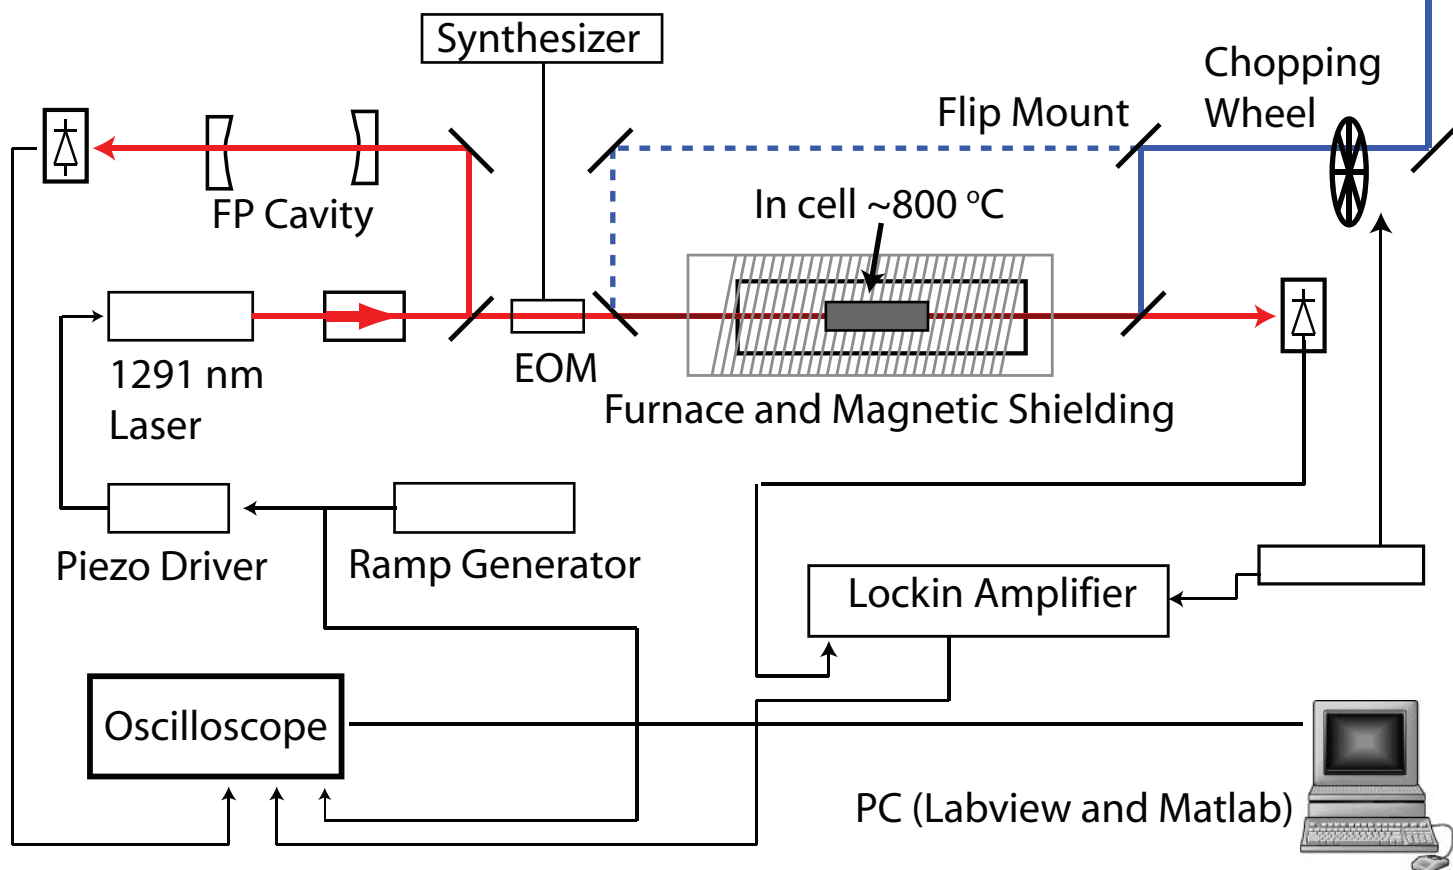 Synthesizer
Chopping
Wheel
Flip Mount
FP Cavity
In cell ~800 °C
1291 nm
Laser
EOM
Furnace and Magnetic Shielding
Piezo Driver
Ramp Generator
Lockin Amplifier
Oscilloscope
PC (Labview and Matlab)